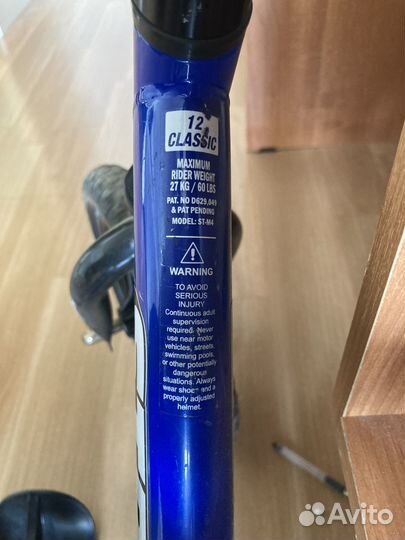 12
CLASSIC
MAXIMUM
RIDER WEIGHT
27 KG / 60 LBS
PAT. NO D629,849
& PAT PENDING
MODEL: ST-M4
WARNING
TO AVOID
SERIOUS
INJURY
Continuous adult
supervision
required. Never
use near motor
vehicles, streets,
swimming pools,
or other potentially
dangerous
situations. Always
wear shoes and a
properly adjusted
helmet.
Avito